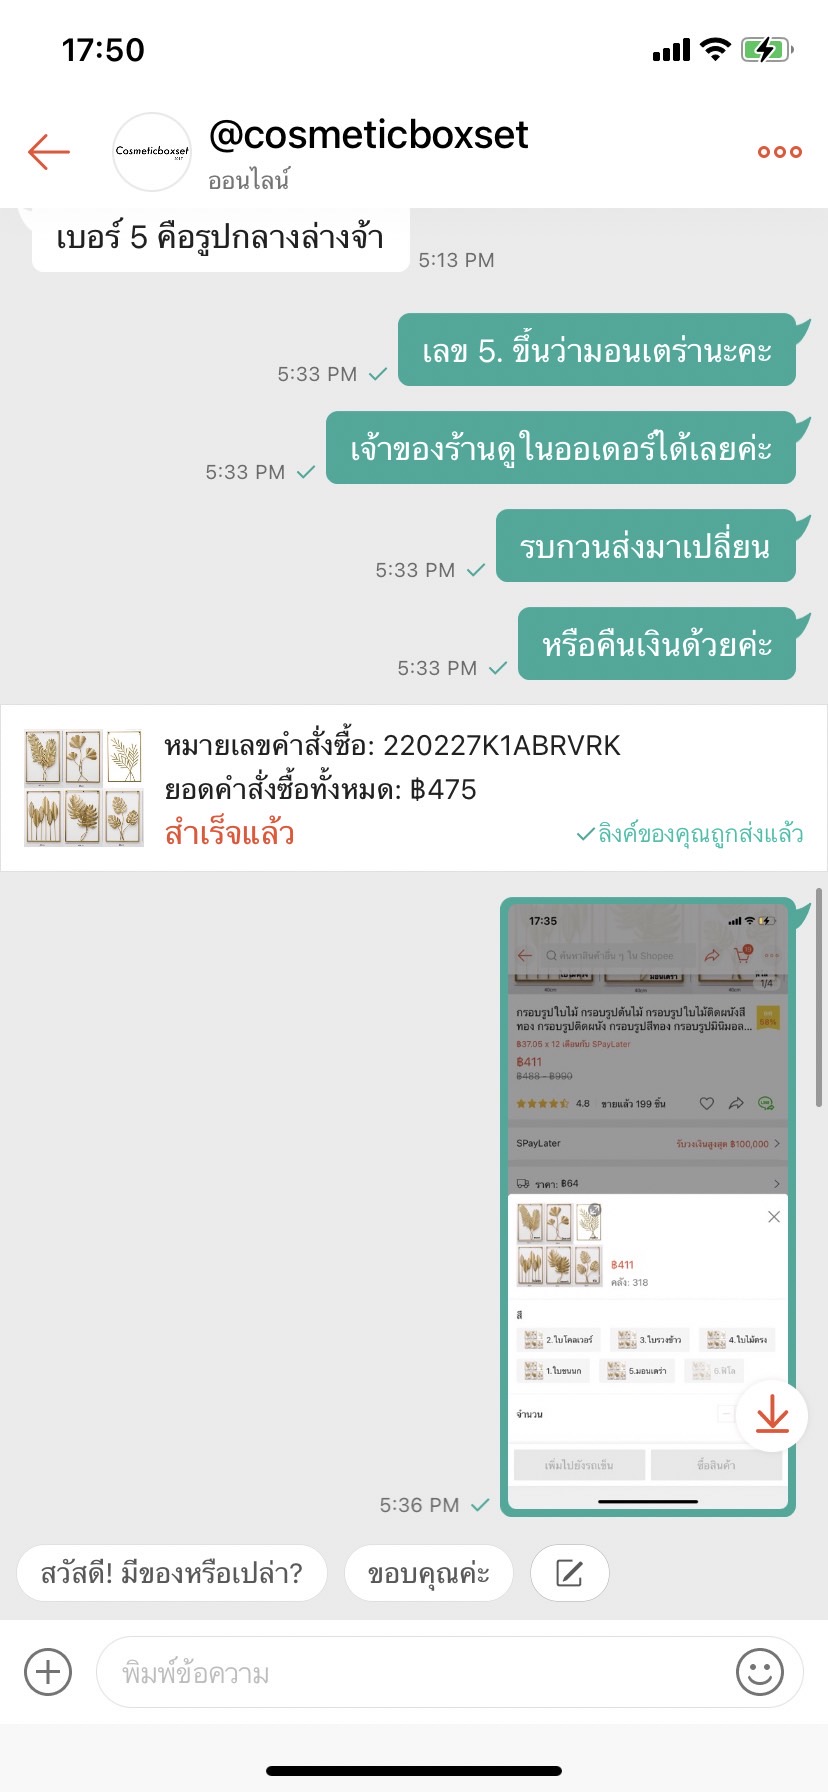 17:50
Cosmeticboxset
@cosmeticboxset
ออนไลน์
เบอร์ 5 คือรูปกลางล่างจ้า
5:13 PM
เลข 5. ขึ้นว่ามอนเตร่านะคะ
5:33 PM
เจ้าของร้านดูในออเดอร์ได้เลยค่ะ
5:33 PM
รบกวนส่งมาเปลี่ยน
5:33 PM
หรือคืนเงินด้วยค่ะ
5:33 PM
หมายเลขคำสั่งซื้อ: 220227K1ABRVRK
ยอดคำสั่งซื้อทั้งหมด: ฿475
สำเร็จแล้ว
ลิงค์ของคุณถูกส่งแล้ว
17:35
ค้นหาสินค้าอื่น ๆ ใน Shopee
1/4
กรอบรูปใบไม้ กรอบรูปต้นไม้ กรอบรูปใบไม้ติดผนังสี
ทอง กรอบรูปติดผนัง กรอบรูปสีทอง กรอบรูปมินิมอล...
฿37.05 x 12 เดือนกับ SPayLater
฿411
฿488 - ฿990
4.8 ขายแล้ว 199 ชิ้น
SPayLater
รับวงเงินสูงสุด ฿100,000
ราคา: ฿64
฿411
คลัง: 318
สี
2.ใบโคลเวอร์
3.ใบรวงข้าว
4.ใบไม้ตรง
1.ใบขนนก
5.มอนเตร่า
6.ฟิโล
จำนวน
เพิ่มไปยังรถเข็น
ซื้อสินค้า
5:36 PM
สวัสดี! มีของหรือเปล่า?
ขอบคุณค่ะ
พิมพ์ข้อความ